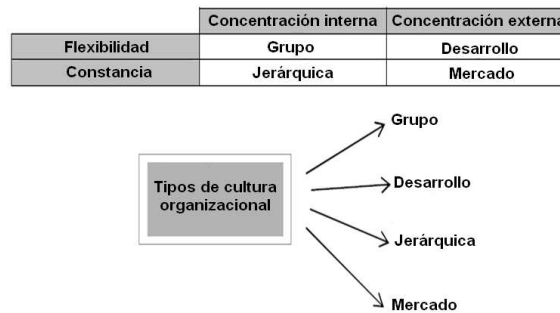 Concentración interna Concentración externa
Flexibilidad Grupo Desarrollo
Constancia Jerárquica Mercado
Grupo
Tipos de cultura
organizacional
Desarrollo
Jerárquica
Mercado